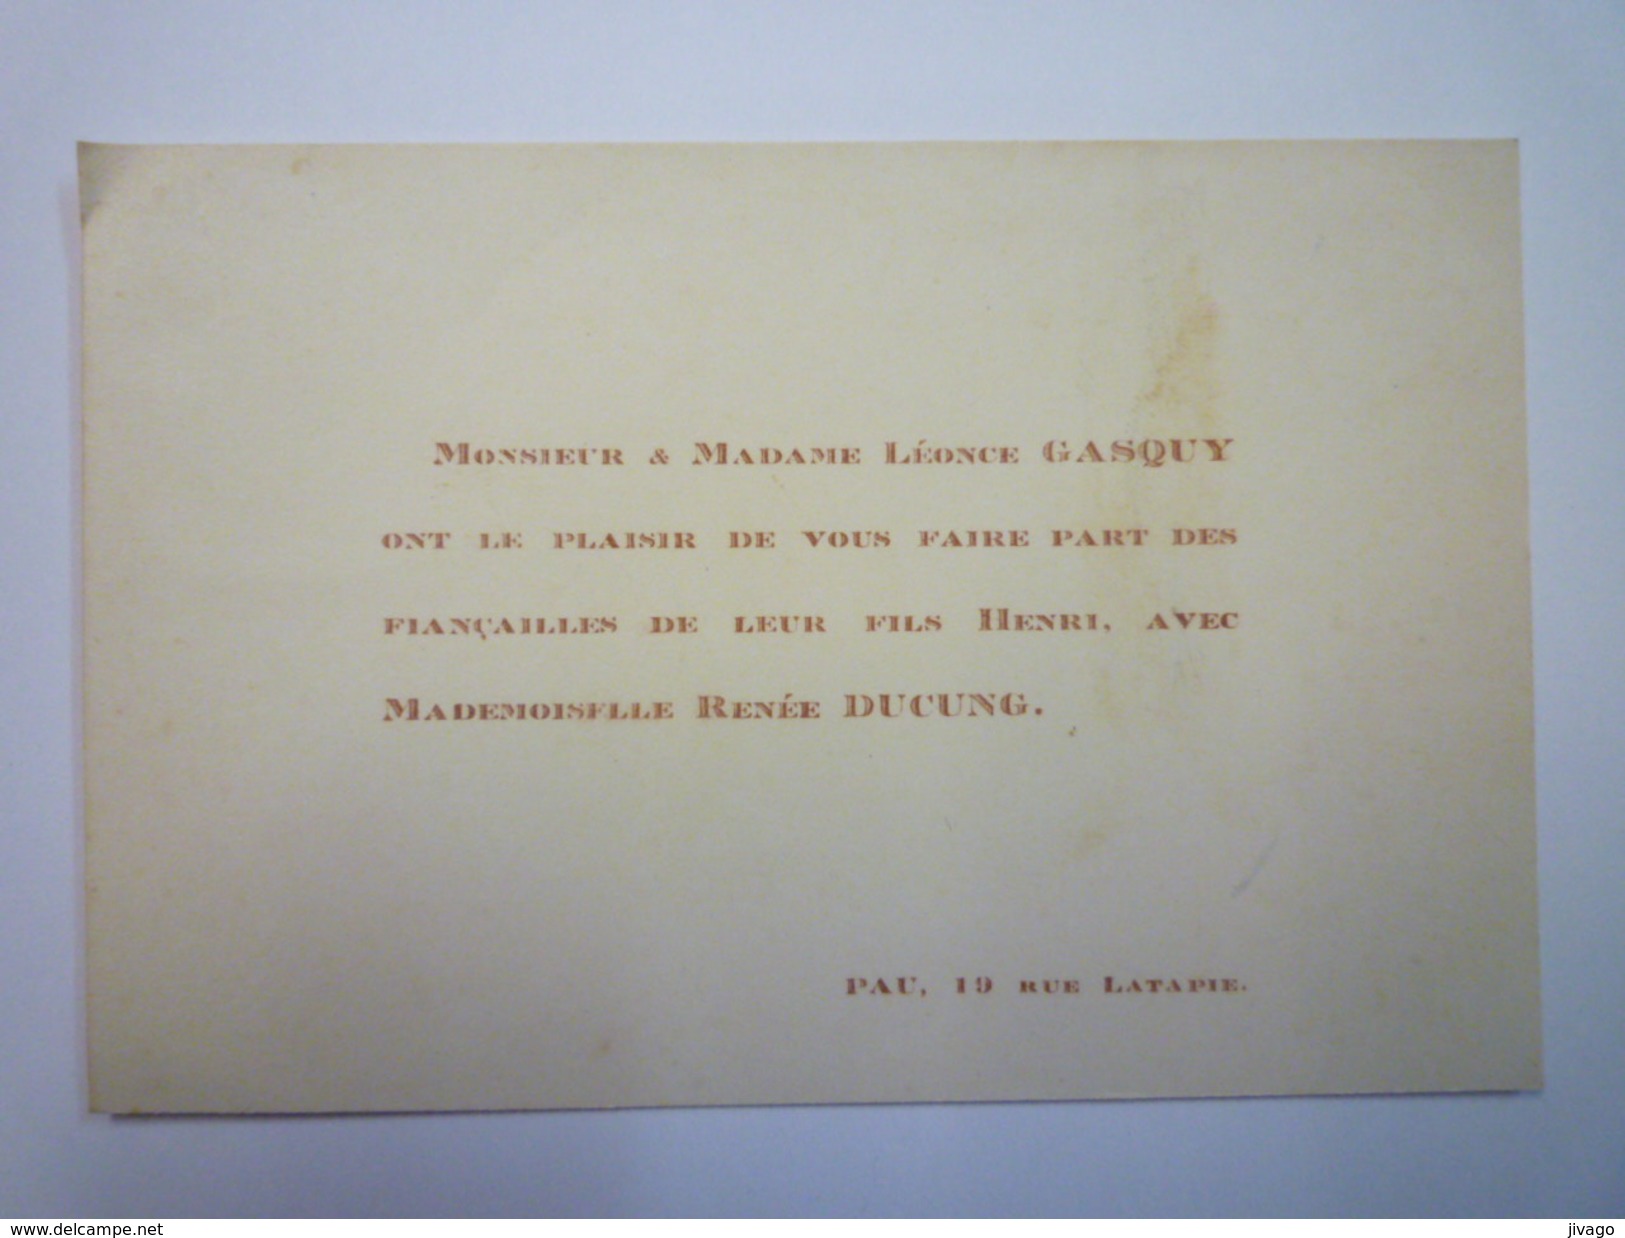 Monsieur & Madame Léonce GASQUY
ont le plaisir de vous faire part des
fiançailles de leur fils Henri, avec
Mademoiselle Renée DUCUNG.
PAU, 19 rue Latapie.
www.delcampe.net
jivago